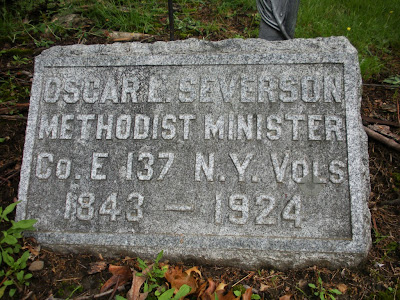 OSCAR L. SEVERSON
METHODIST MINISTER
CO. E 137 N.Y. VOLS
1843 — 1924